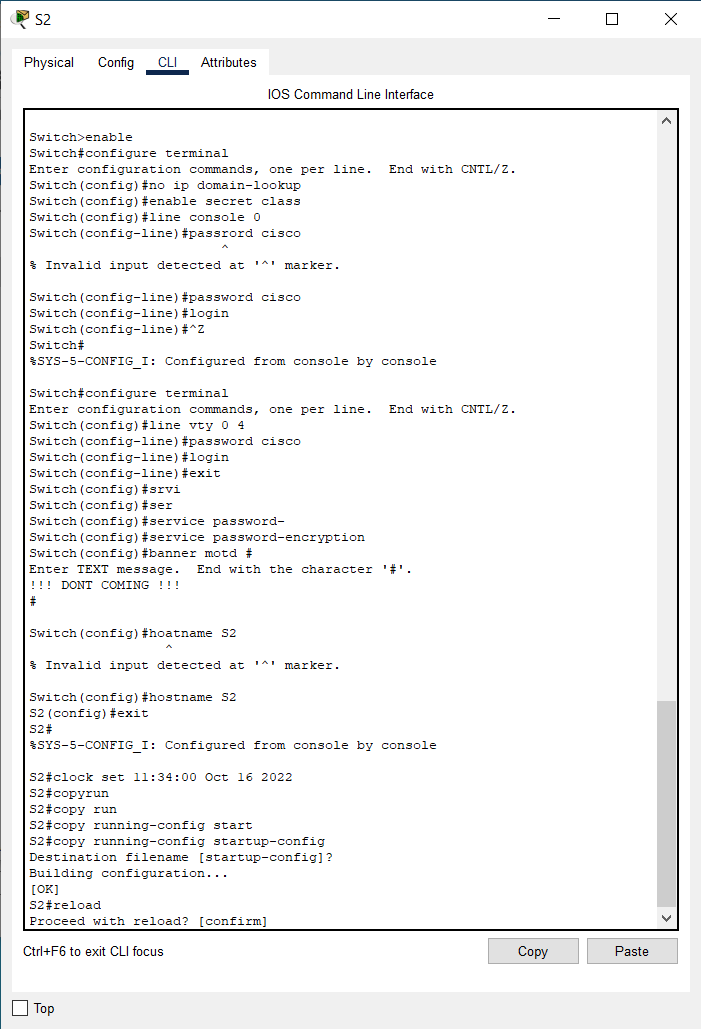 S2
Physical Config CLI Attributes
IOS Command Line Interface
Switch>enable
Switch#configure terminal
Enter configuration commands, one per line.  End with CNTL/Z.
Switch(config)#no ip domain-lookup
Switch(config)#enable secret class
Switch(config)#line console 0
Switch(config-line)#passrord cisco
^
% Invalid input detected at '^' marker.
Switch(config-line)#password cisco
Switch(config-line)#login
Switch(config-line)#^Z
Switch#
%SYS-5-CONFIG_I: Configured from console by console
Switch#configure terminal
Enter configuration commands, one per line.  End with CNTL/Z.
Switch(config)#line vty 0 4
Switch(config-line)#password cisco
Switch(config-line)#login
Switch(config-line)#exit
Switch(config)#srvi
Switch(config)#ser
Switch(config)#service password-
Switch(config)#service password-encryption
Switch(config)#banner motd #
Enter TEXT message.  End with the character '#'.
!!! DONT COMING !!!
#
Switch(config)#hoatname S2
^
% Invalid input detected at '^' marker.
Switch(config)#hostname S2
S2(config)#exit
S2#
%SYS-5-CONFIG_I: Configured from console by console
S2#clock set 11:34:00 Oct 16 2022
S2#copyrun
S2#copy run
S2#copy running-config start
S2#copy running-config startup-config
Destination filename [startup-config]?
Building configuration...
[OK]
S2#reload
Proceed with reload? [confirm]
Ctrl+F6 to exit CLI focus
Copy
Paste
Top